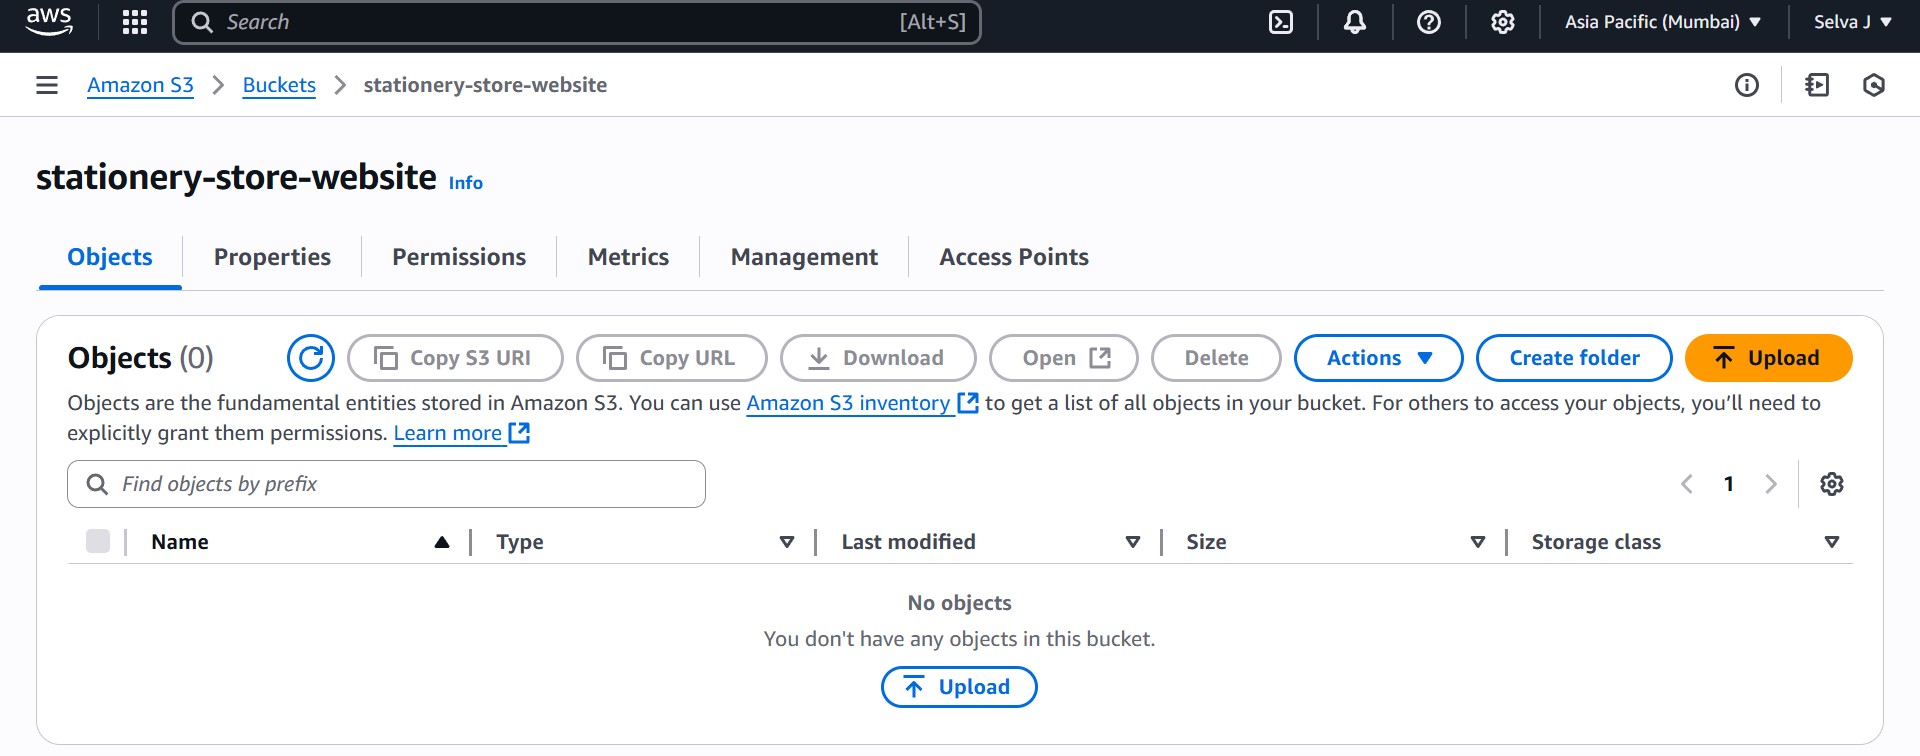 aws Search [Alt+S] Asia Pacific (Mumbai) Selva J
Amazon S3 Buckets stationery-store-website
stationery-store-website Info
Objects Properties Permissions Metrics Management Access Points
Objects (0) Copy S3 URI Copy URL Download Open Delete Actions Create folder Upload
Objects are the fundamental entities stored in Amazon S3. You can use Amazon S3 inventory to get a list of all objects in your bucket. For others to access your objects, you’ll need to
explicitly grant them permissions. Learn more
Find objects by prefix 1
Name Type Last modified Size Storage class
No objects
You don't have any objects in this bucket.
Upload